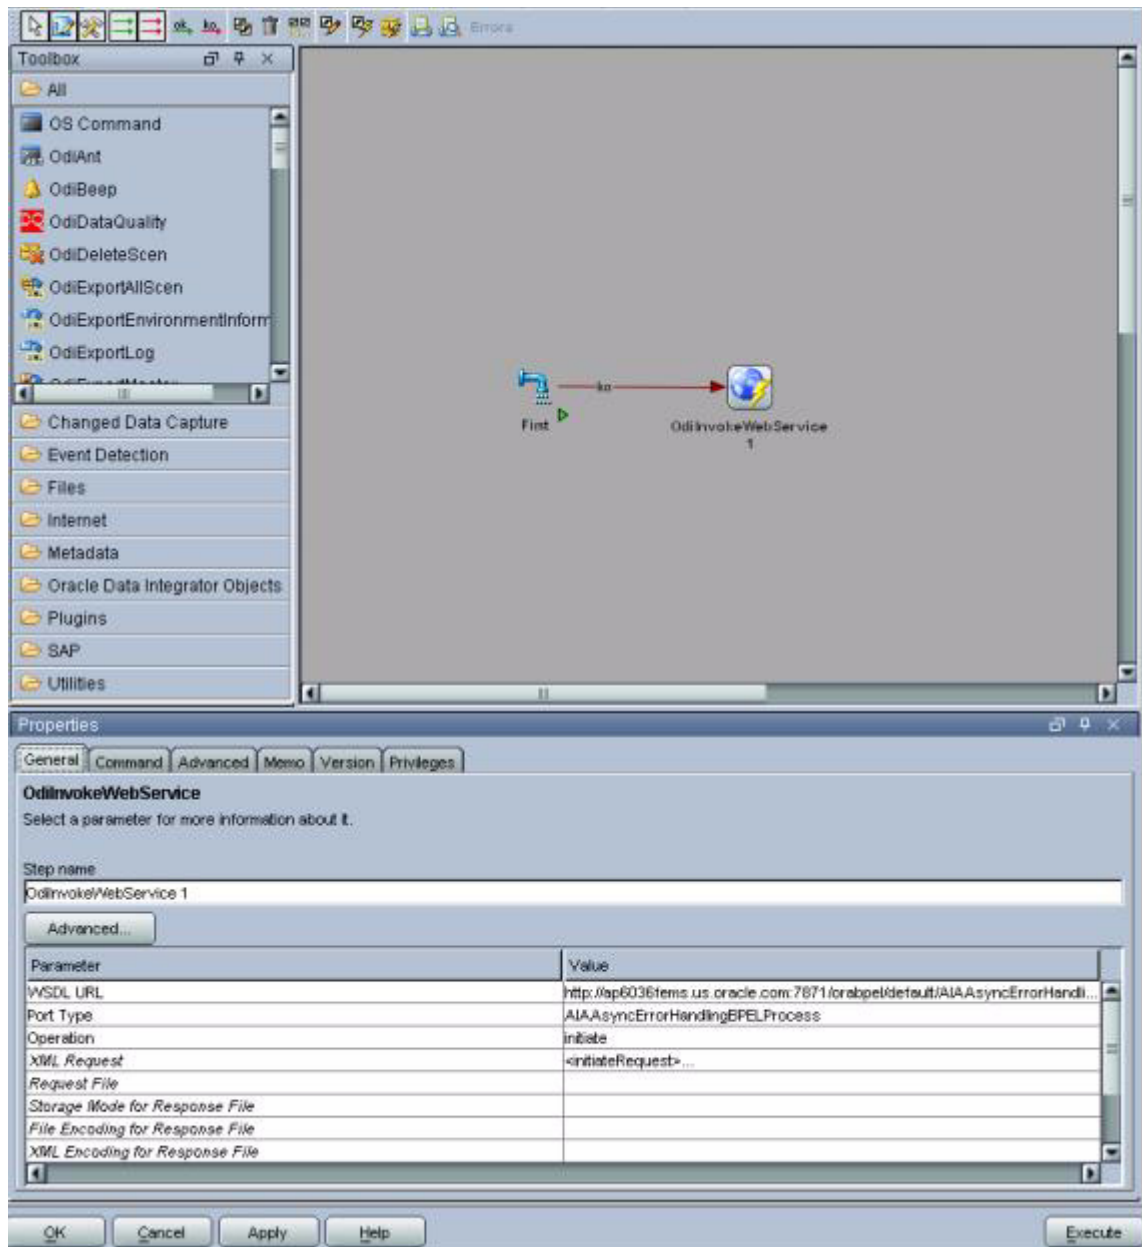 ok ko Errors
Toolbox
All
OS Command
OdiAnt
OdiBeep
OdiDataQuality
OdiDeleteScen
OdiExportAllScen
OdiExportEnvironmentInform
OdiExportLog
Changed Data Capture
Event Detection
Files
Internet
Metadata
Oracle Data Integrator Objects
Plugins
SAP
Utilities
ko
First
OdiInvokeWebService
1
Properties
General Command Advanced Memo Version Privileges
OdiInvokeWebService
Select a parameter for more information about it.
Step name
OdiInvokeWebService 1
Advanced...
Parameter Value
WSDL URL http://ap6036fems.us.oracle.com:7871/orabpel/default/AIAAsyncErrorHandli...
Port Type AIAAsyncErrorHandlingBPELProcess
Operation initiate
XML Request <initiateRequest>...
Request File
Storage Mode for Response File
File Encoding for Response File
XML Encoding for Response File
OK Cancel Apply Help Execute